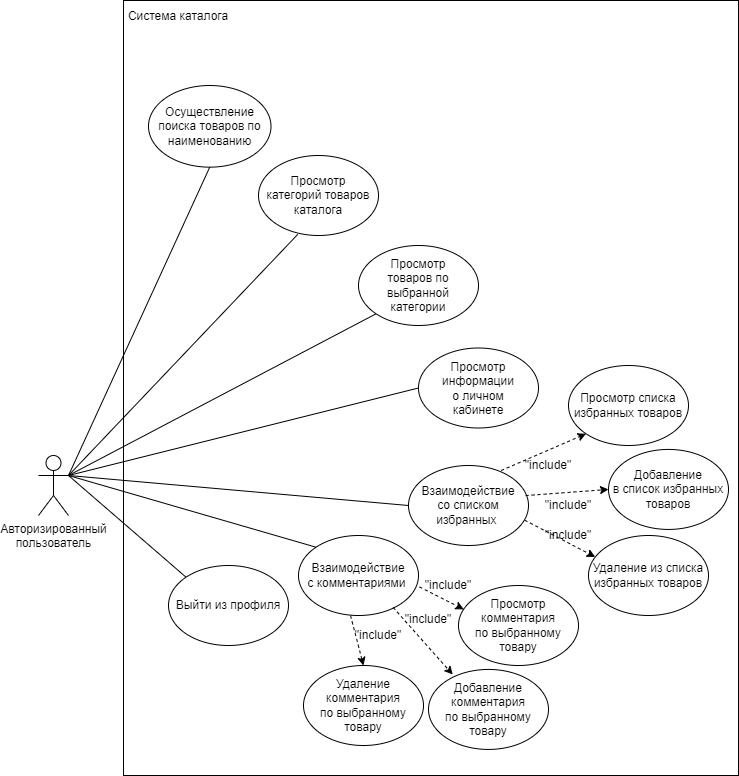 Система каталога
Осуществление
поиска товаров по
наименованию
Просмотр
категорий товаров
каталога
Просмотр
товаров по
выбранной
категории
Просмотр
информации
о личном
кабинете
Просмотр списка
избранных товаров
"include"
Взаимодействие
со списком
избранных
Добавление
в список избранных
товаров
"include"
"include"
Удаление из списка
избранных товаров
Авторизированный
пользователь
Взаимодействие
с комментариями
Выйти из профиля
"include"
Просмотр
комментария
по выбранному
товару
"include"
"include"
Удаление
комментария
по выбранному
товару
Добавление
комментария
по выбранному
товару